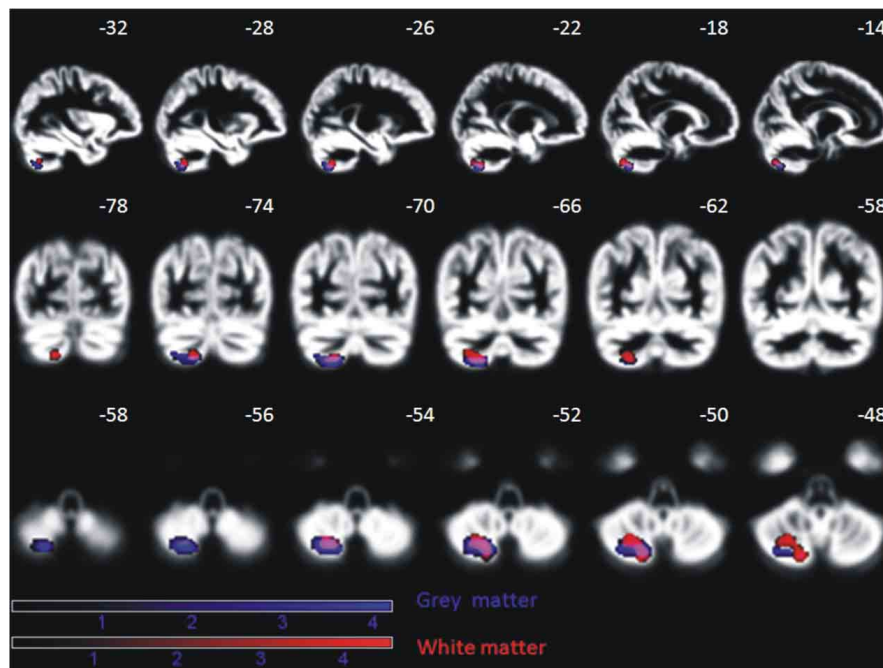 -32 -28 -26 -22 -18 -14
-78 -74 -70 -66 -62 -58
-58 -56 -54 -52 -50 -48
1 2 3 4 Grey matter
1 2 3 4 White matter